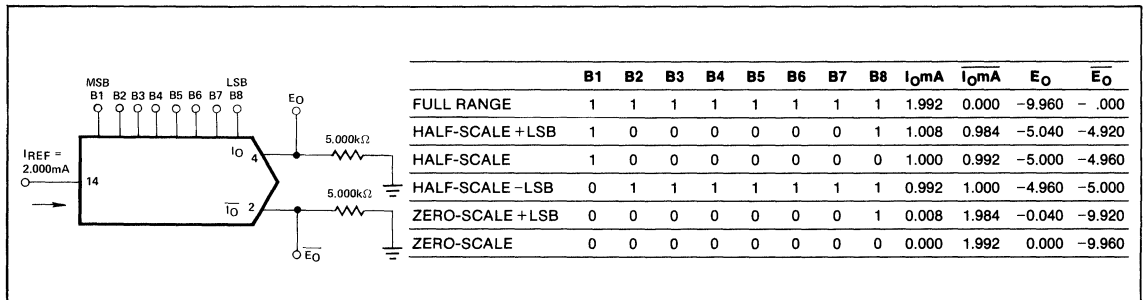 MSB LSB
B1 B2 B3 B4 B5 B6 B7 B8
EO
5.000kΩ
IREF =
2.000mA
IO 4
14
5.000kΩ
IO 2
EO
B1 B2 B3 B4 B5 B6 B7 B8 IOmA IOmA EO EO
FULL RANGE 1 1 1 1 1 1 1 1 1.992 0.000 −9.960 − .000
HALF-SCALE +LSB 1 0 0 0 0 0 0 1 1.008 0.984 −5.040 −4.920
HALF-SCALE 1 0 0 0 0 0 0 0 1.000 0.992 −5.000 −4.960
HALF-SCALE −LSB 0 1 1 1 1 1 1 1 0.992 1.000 −4.960 −5.000
ZERO-SCALE +LSB 0 0 0 0 0 0 0 1 0.008 1.984 −0.040 −9.920
ZERO-SCALE 0 0 0 0 0 0 0 0 0.000 1.992 0.000 −9.960